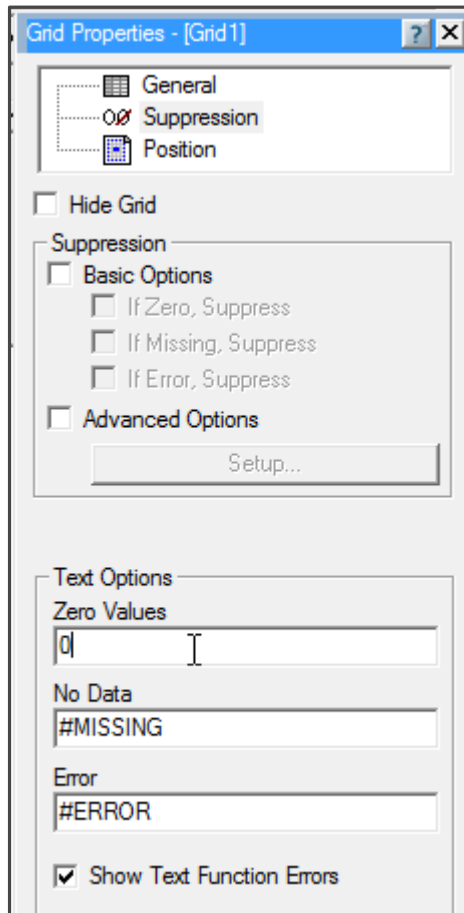 Grid Properties - [Grid1]
General
Suppression
Position
Hide Grid
Suppression
Basic Options
If Zero, Suppress
If Missing, Suppress
If Error, Suppress
Advanced Options
Setup...
Text Options
Zero Values
0
No Data
#MISSING
Error
#ERROR
Show Text Function Errors